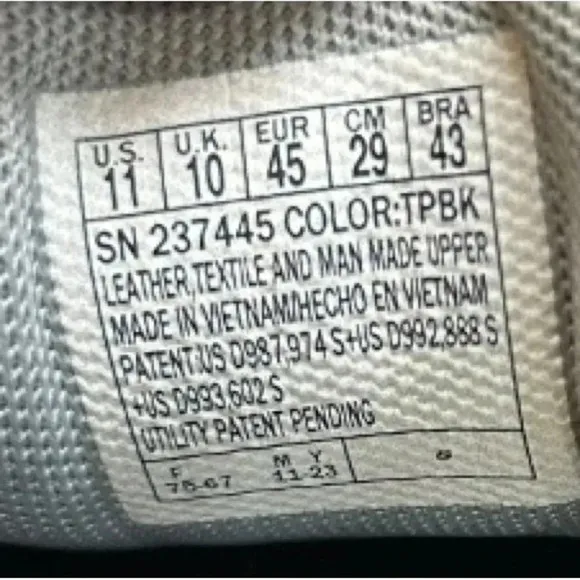 U.S. U.K. EUR CM BRA
11 10 45 29 43
SN 237445 COLOR:TPBK
LEATHER,TEXTILE AND MAN MADE UPPER
MADE IN VIETNAM/HECHO EN VIETNAM
PATENT:US D987,974 S+US D992,888 S
+US D993,602 S
UTILITY PATENT PENDING
F M Y
75-67 11-23